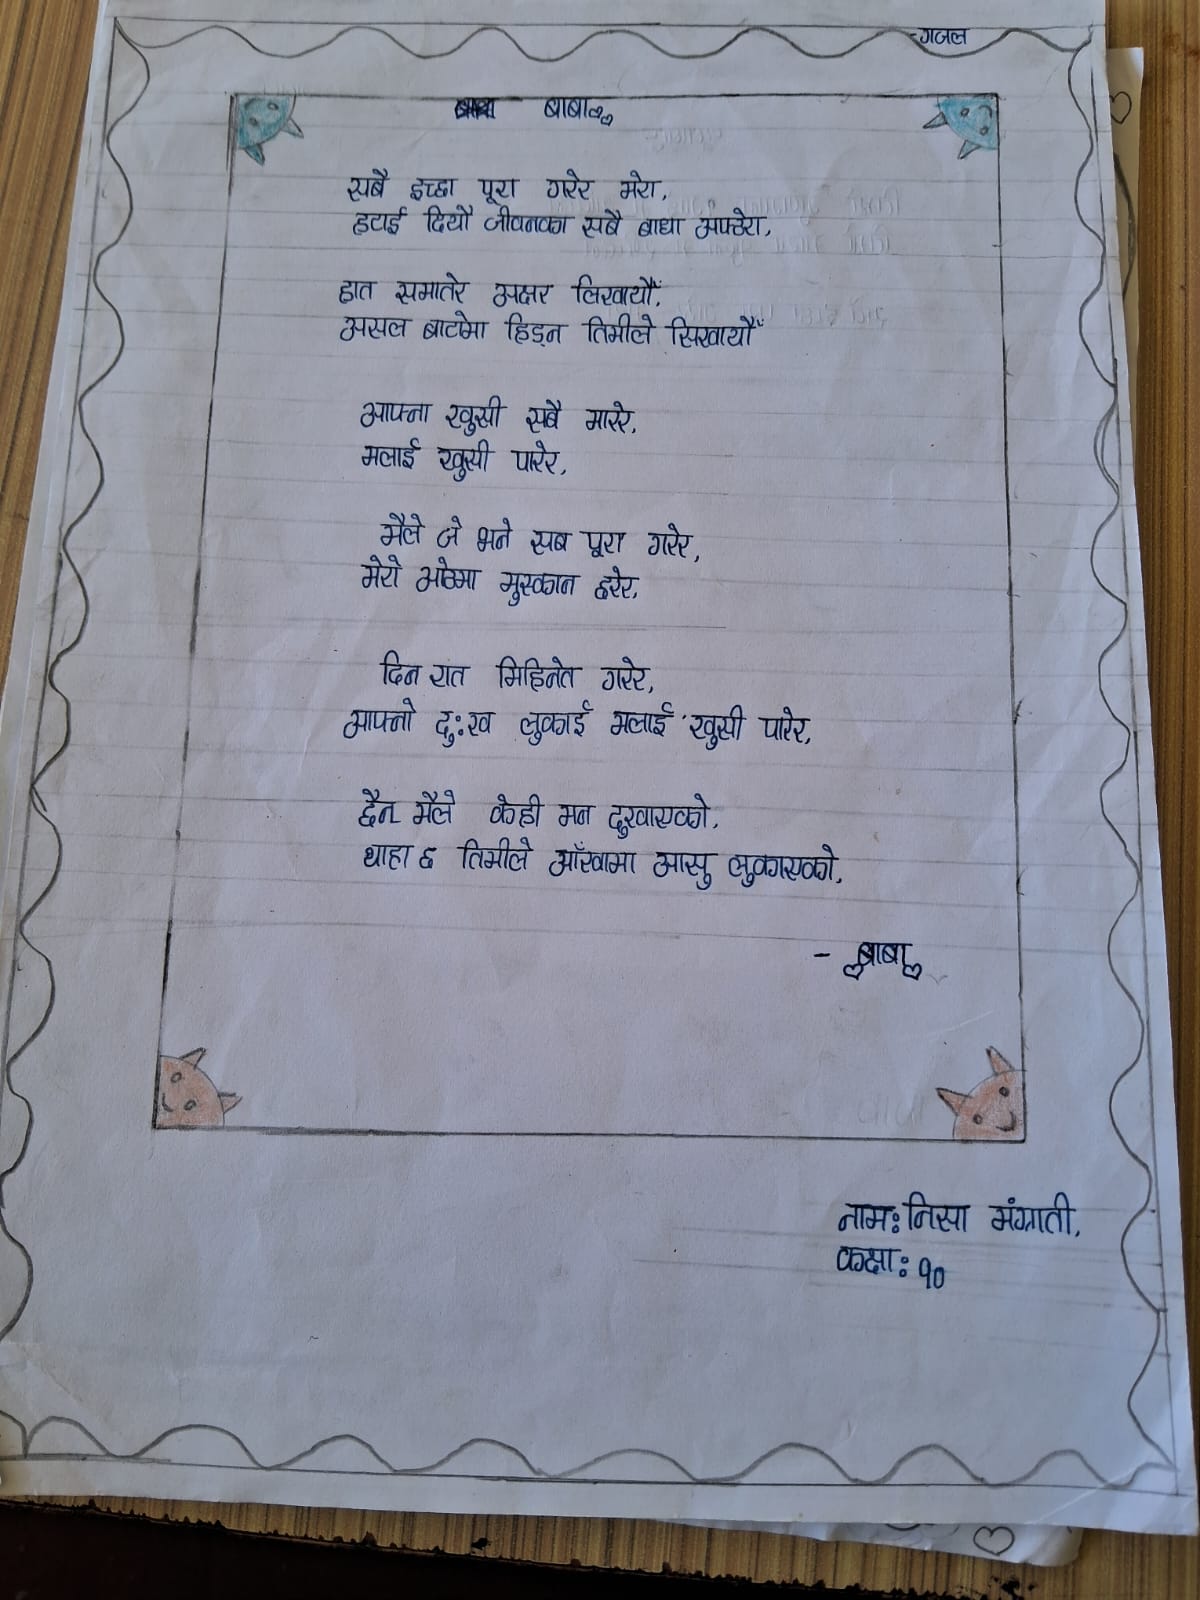 - गजल
बाबा
सबै इच्छा पूरा गरेर मेरा,
हटाई दियौ जीवनका सबै बाधा अफ्ठेरा,
हात समातेर अक्षर लिखायौँ,
असल बाटोमा हिड्न तिमीले सिखायौँ
आफ्ना खुसी सबै मारेर,
मलाई खुसी पारेर,
मैले जे भने सब पूरा गरेर,
मेरो ओठमा मुस्कान छरेर,
दिन रात मिहिनेत गरेर,
आफ्नो दुःख लुकाई मलाई खुसी पारेर,
छैन मैले केही मन दुखाएको,
थाहा छ तिमीले आँखामा आसु लुकाएको,
- बाबा
नामः निसा मंग्राती,
कक्षाः १०